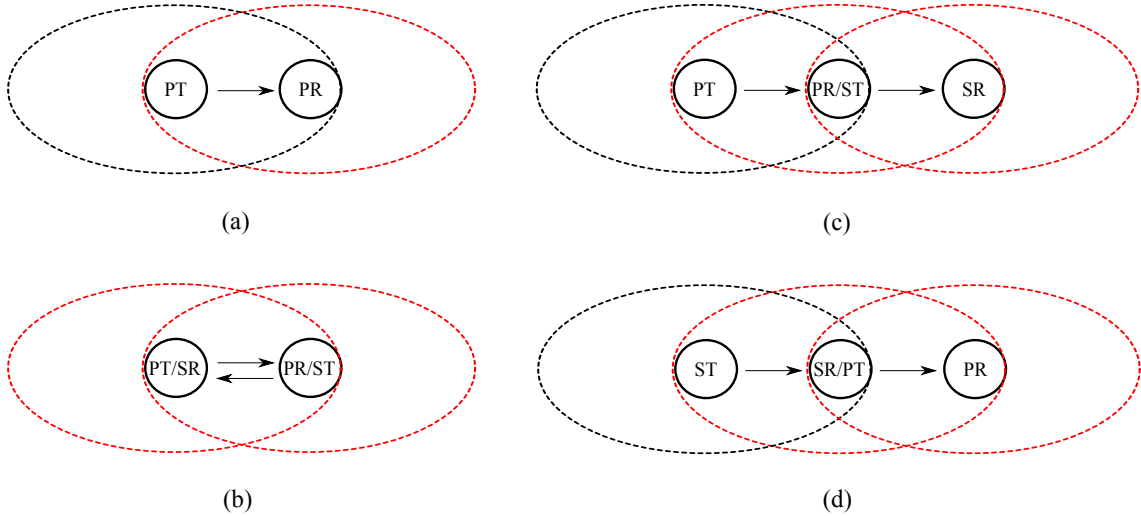 PT PR
(a)
PT/SR PR/ST
(b)
PT PR/ST SR
(c)
ST SR/PT PR
(d)